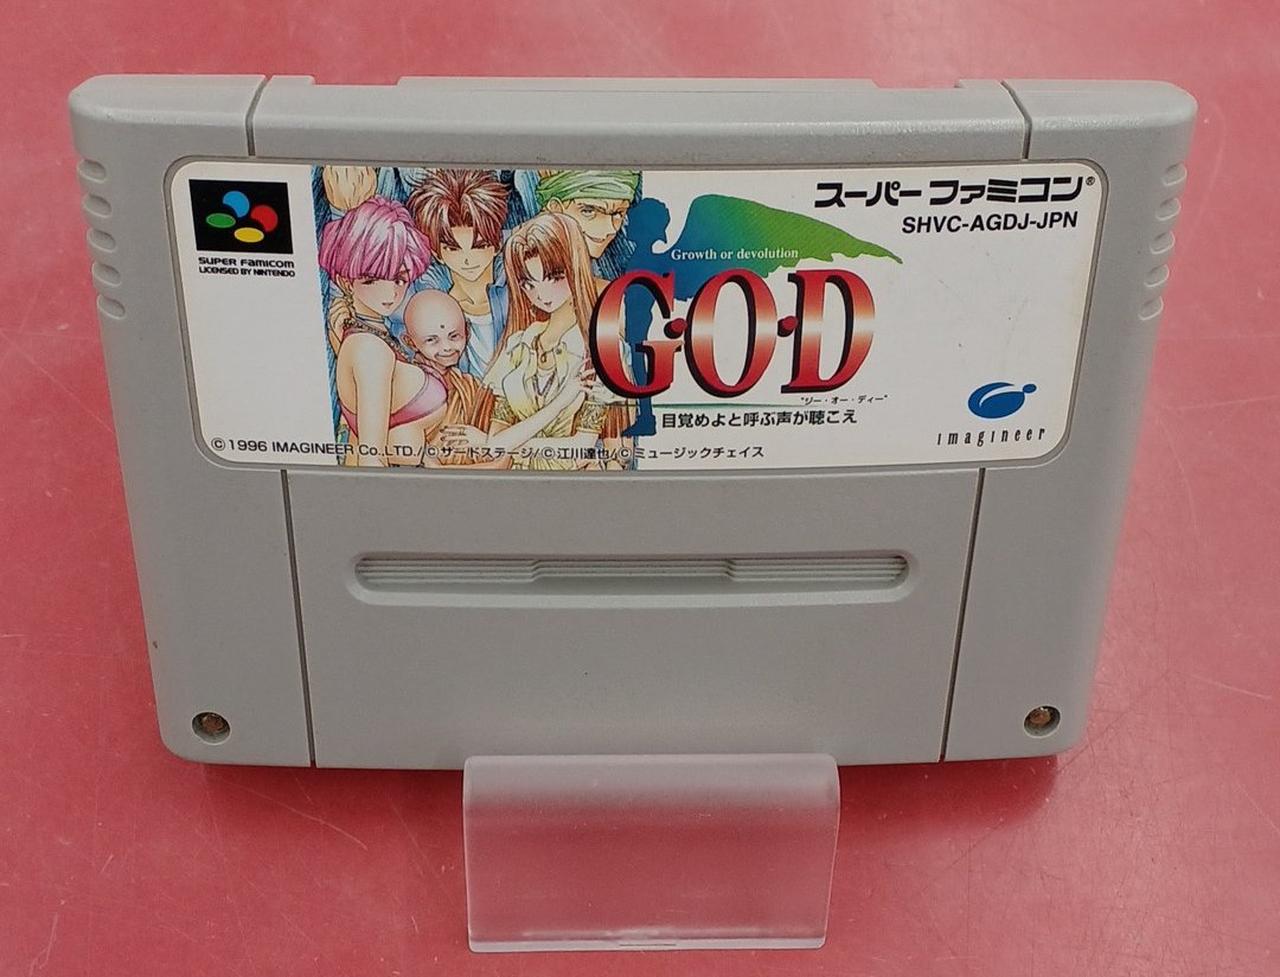 SUPER FAMICOM
LICENSED BY NINTENDO
スーパーファミコン®
SHVC-AGDJ-JPN
Growth or devolution
G・O・D
"ジー・オー・ディー"
目覚めよと呼ぶ声が聴こえ
imagineer
©1996 IMAGINEER Co.,LTD./©サードステージ/©江川達也/©ミュージックチェイス